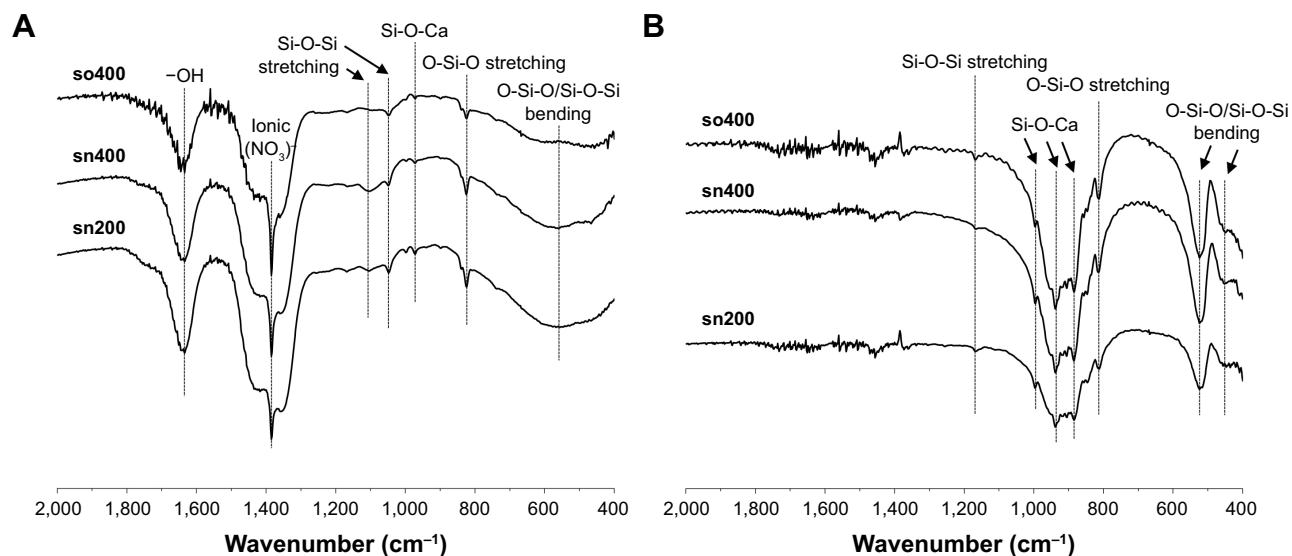 A
Si-O-Ca
Si-O-Si
stretching
O-Si-O stretching
–OH
so400
O-Si-O/Si-O-Si
bending
Ionic
(NO3)–
sn400
sn200
2,000 1,800 1,600 1,400 1,200 1,000 800 600 400
Wavenumber (cm–1)
B
Si-O-Si stretching
O-Si-O stretching
O-Si-O/Si-O-Si
bending
Si-O-Ca
so400
sn400
sn200
2,000 1,800 1,600 1,400 1,200 1,000 800 600 400
Wavenumber (cm–1)